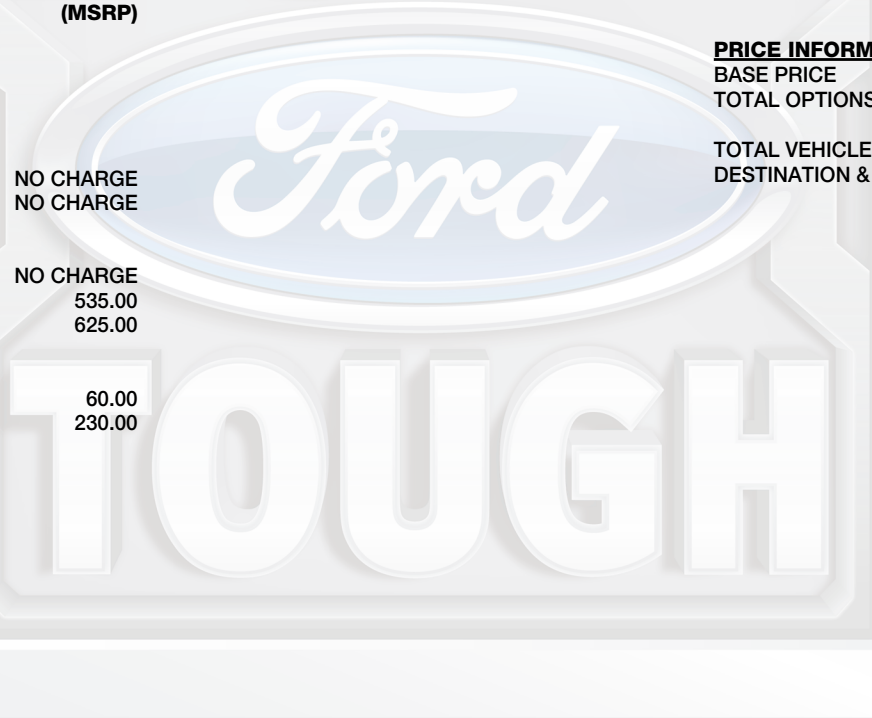 (MSRP)
PRICE INFORM
BASE PRICE
TOTAL OPTIONS
TOTAL VEHICLE
DESTINATION &
NO CHARGE
NO CHARGE
NO CHARGE
535.00
625.00
60.00
230.00
Ford
TOUGH